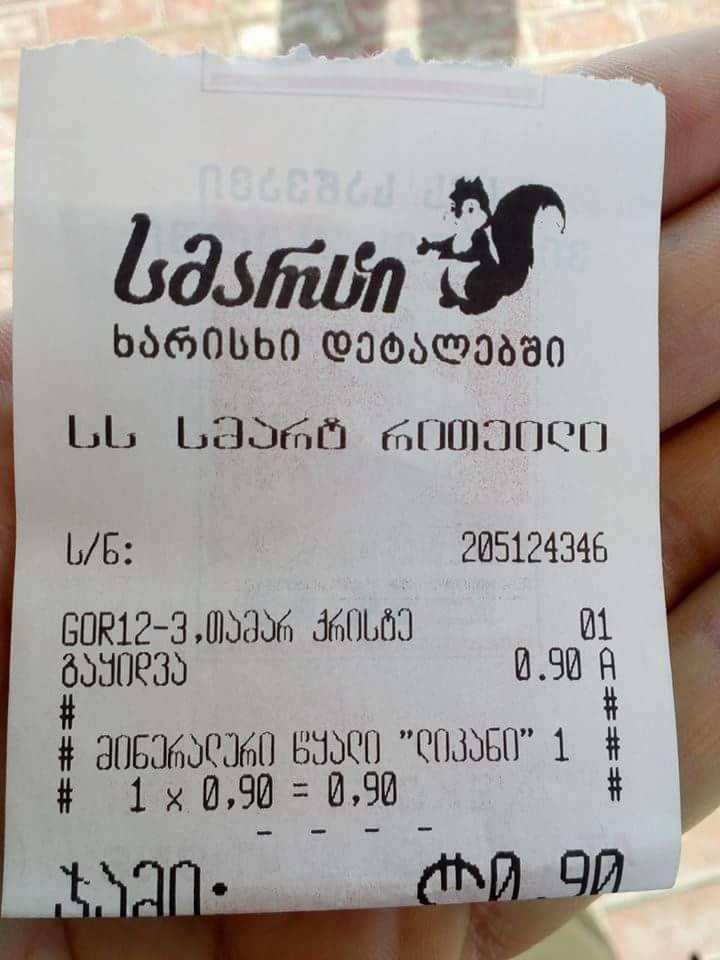 სმარტი
ხარისხი დეტალებში
სს სმარტ რითეილი
ს/ნ: 205124346
GOR12-3,თამარ ქრისტე 01
გაყიდვა 0.90 A
# #
# მინერალური წყალი "ლიკანი" 1 #
# 1 x 0,90 = 0,90 #
- - - -
ჯამი: ₾0.90